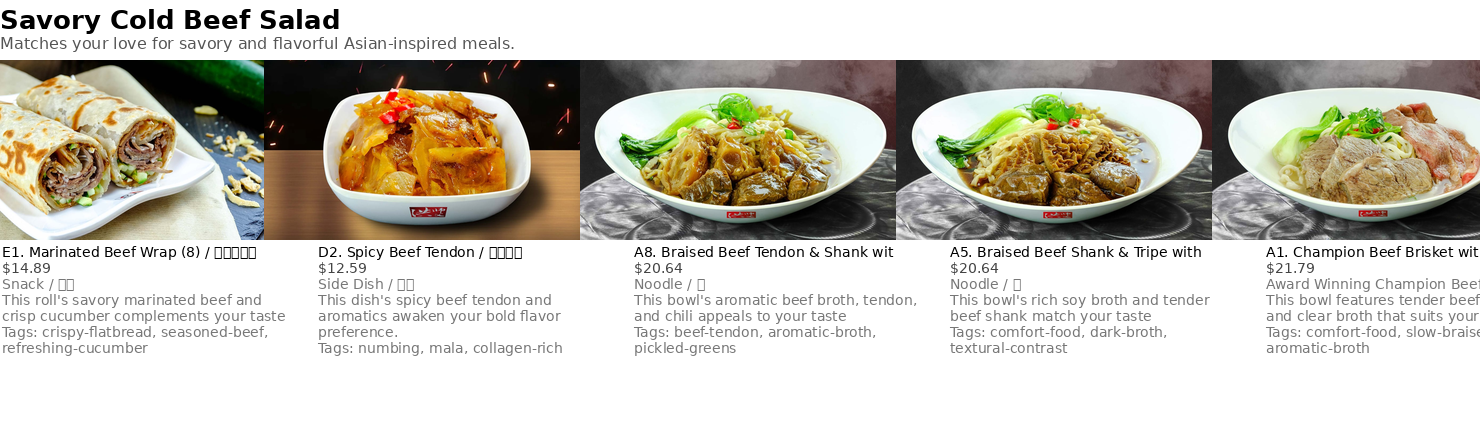 Savory Cold Beef Salad
Matches your love for savory and flavorful Asian-inspired meals.
E1. Marinated Beef Wrap (8) /
$14.89
Snack /
This roll's savory marinated beef and
crisp cucumber complements your taste
Tags: crispy-flatbread, seasoned-beef,
refreshing-cucumber
D2. Spicy Beef Tendon /
$12.59
Side Dish /
This dish's spicy beef tendon and
aromatics awaken your bold flavor
preference.
Tags: numbing, mala, collagen-rich
A8. Braised Beef Tendon & Shank wit
$20.64
Noodle /
This bowl's aromatic beef broth, tendon,
and chili appeals to your taste
Tags: beef-tendon, aromatic-broth,
pickled-greens
A5. Braised Beef Shank & Tripe with
$20.64
Noodle /
This bowl's rich soy broth and tender
beef shank match your taste
Tags: comfort-food, dark-broth,
textural-contrast
A1. Champion Beef Brisket wit
$21.79
Award Winning Champion Beef
This bowl features tender beef
and clear broth that suits your
Tags: comfort-food, slow-braise
aromatic-broth